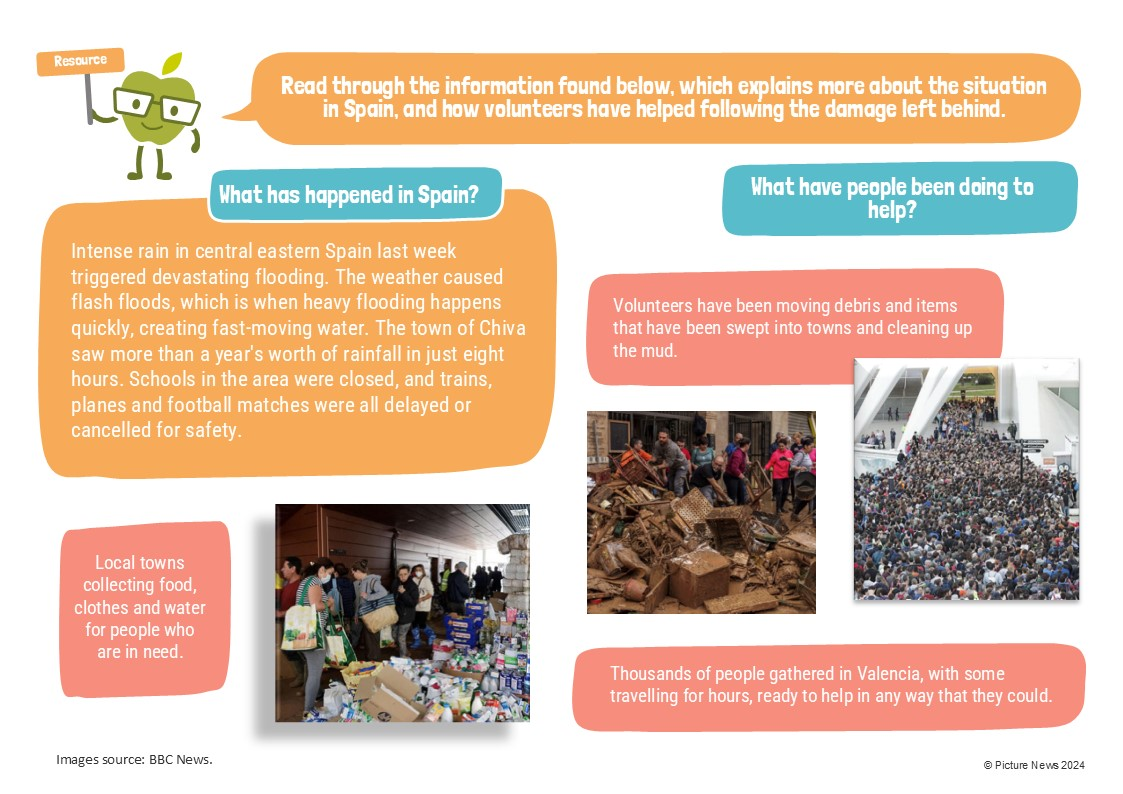 Resource
Read through the information found below, which explains more about the situation
in Spain, and how volunteers have helped following the damage left behind.
What has happened in Spain?
Intense rain in central eastern Spain last week
triggered devastating flooding. The weather caused
flash floods, which is when heavy flooding happens
quickly, creating fast-moving water. The town of Chiva
saw more than a year's worth of rainfall in just eight
hours. Schools in the area were closed, and trains,
planes and football matches were all delayed or
cancelled for safety.
What have people been doing to
help?
Volunteers have been moving debris and items
that have been swept into towns and cleaning up
the mud.
Local towns
collecting food,
clothes and water
for people who
are in need.
Thousands of people gathered in Valencia, with some
travelling for hours, ready to help in any way that they could.
Images source: BBC News.
© Picture News 2024